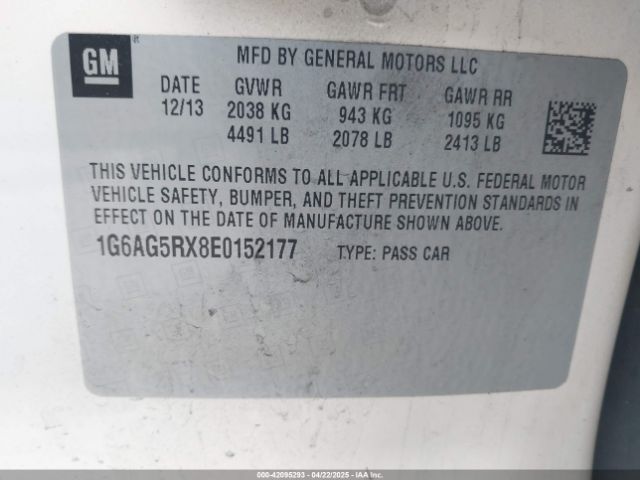 GM
MFD BY GENERAL MOTORS LLC
DATE GVWR GAWR FRT GAWR RR
12/13 2038 KG 943 KG 1095 KG
4491 LB 2078 LB 2413 LB
THIS VEHICLE CONFORMS TO ALL APPLICABLE U.S. FEDERAL MOTOR
VEHICLE SAFETY, BUMPER, AND THEFT PREVENTION STANDARDS IN
EFFECT ON THE DATE OF MANUFACTURE SHOWN ABOVE.
1G6AG5RX8E0152177 TYPE: PASS CAR
000-42095293 - 04/22/2025 - IAAI.COM